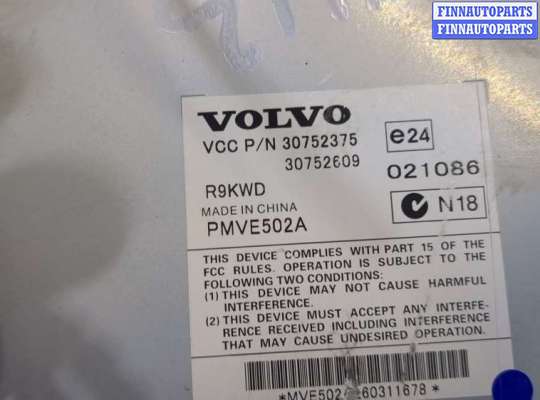 FINNAUTOPARTS
FINNAUTOPARTS
VOLVO
VCC P/N 30752375
30752609
e24
021086
R9KWD
MADE IN CHINA
PMVE502A
N18
THIS DEVICE COMPLIES WITH PART 15 OF THE
FCC RULES. OPERATION IS SUBJECT TO THE
FOLLOWING TWO CONDITIONS:
(1) THIS DEVICE MAY NOT CAUSE HARMFUL
INTERFERENCE.
(2) THIS DEVICE MUST ACCEPT ANY INTERFE-
RENCE RECEIVED INCLUDING INTERFERENCE
THAT MAY CAUSE UNDESIRED OPERATION.